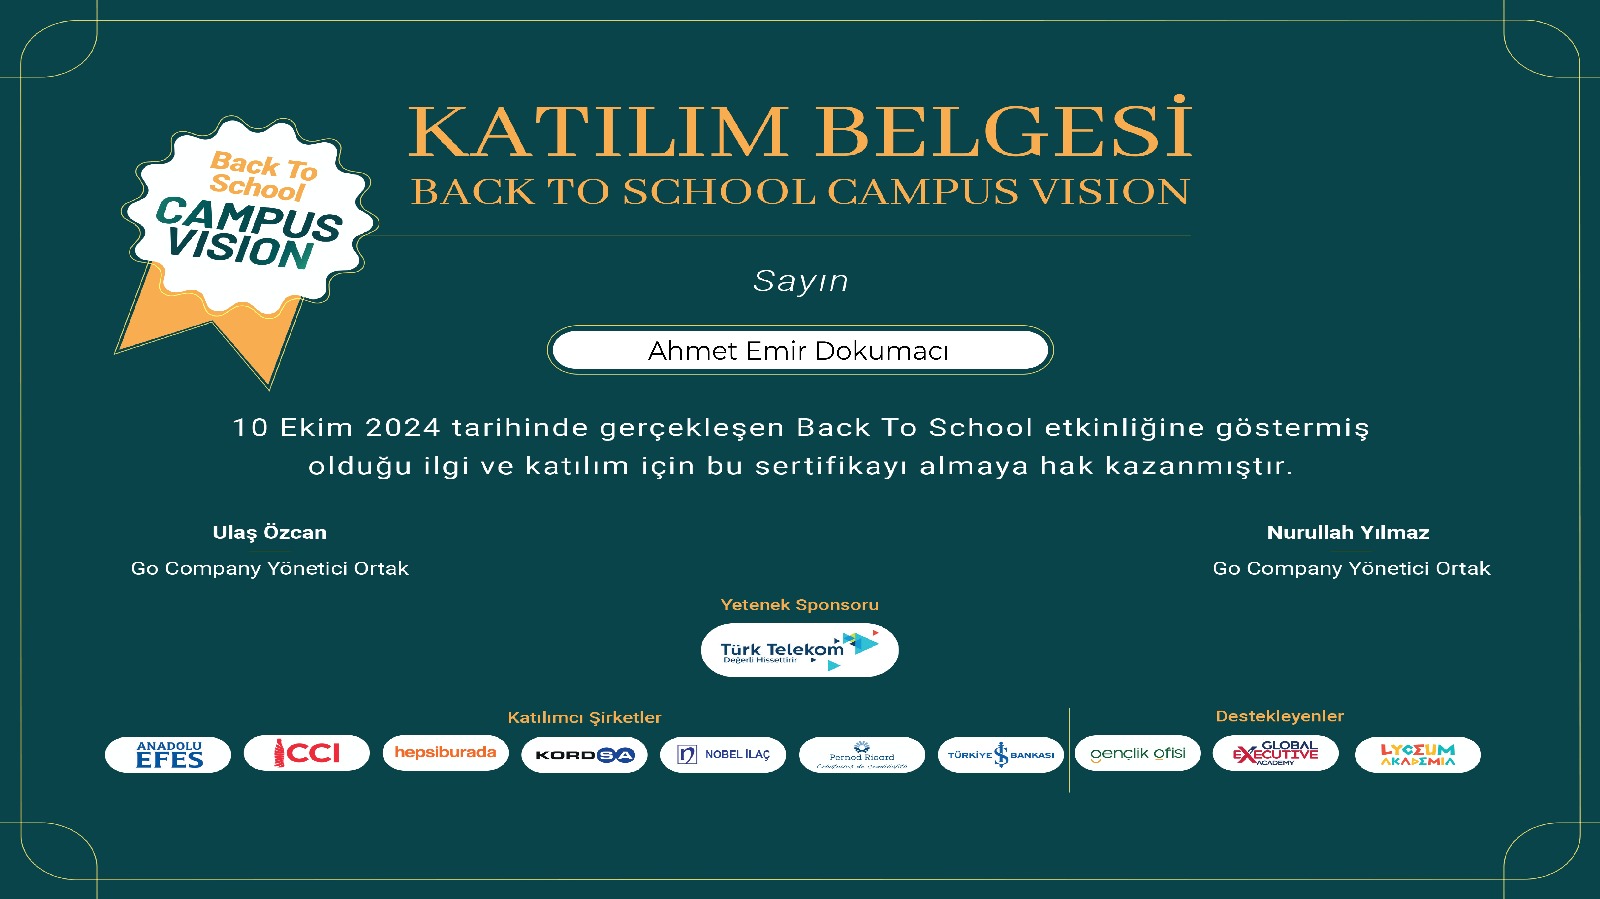 KATILIM BELGESİ
BACK TO SCHOOL CAMPUS VISION
Back To
School
CAMPUS
VISION
Sayın
Ahmet Emir Dokumacı
10 Ekim 2024 tarihinde gerçekleşen Back To School etkinliğine göstermiş
olduğu ilgi ve katılım için bu sertifikayı almaya hak kazanmıştır.
Ulaş Özcan
Go Company Yönetici Ortak
Nurullah Yılmaz
Go Company Yönetici Ortak
Yetenek Sponsoru
Türk Telekom
Değerli Hissettirir
Katılımcı Şirketler
ANADOLU
EFES
CCI
hepsiburada
KORDSA
NOBEL İLAÇ
Pernod Ricard
TÜRKİYE İŞ BANKASI
Destekleyenler
gençlik ofisi
GLOBAL
EXECUTIVE
ACADEMY
LYCEUM
AKADEMIA